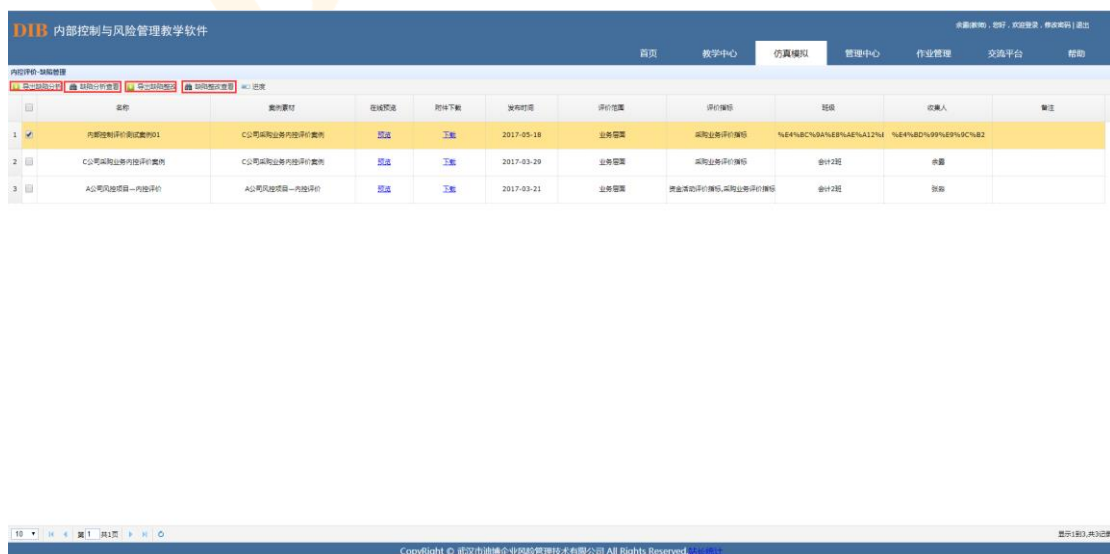 DIB 内部控制与风险管理教学软件
余露(教师)，您好，欢迎登录，修改密码 | 退出
首页 教学中心 仿真模拟 管理中心 作业管理 交流平台 帮助
内控评价-缺陷管理
导出缺陷分析 缺陷分析查看 导出缺陷整改 缺陷整改查看 进度
名称 案例素材 在线预览 附件下载 发布时间 评价范围 评价指标 班级 收集人 备注
1 内部控制评价测试案例01 C公司采购业务内控评价案例 预览 下载 2017-05-18 业务层面 采购业务评价指标 %E4%BC%9A%E8%AE%A12%E %E4%BD%99%E9%9C%B2
2 C公司采购业务内控评价案例 C公司采购业务内控评价案例 预览 下载 2017-03-29 业务层面 采购业务评价指标 会计2班 余露
3 A公司风控项目—内控评价 A公司风控项目—内控评价 预览 下载 2017-03-21 业务层面 资金活动评价指标,采购业务评价指标 会计2班
10 第 1 共1页 显示1到3,共3记录
CopyRight © 武汉市迪博企业风险管理技术有限公司 All Rights Reserved 站长统计